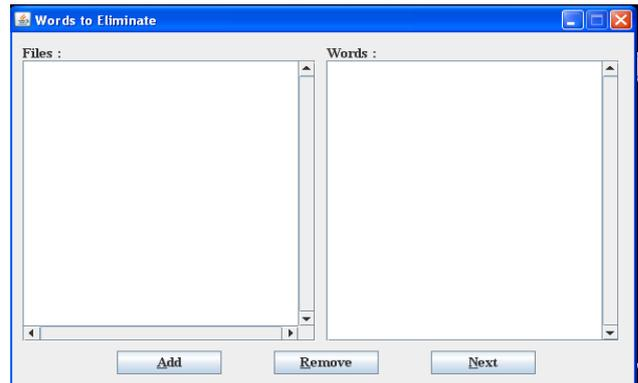 Words to Eliminate
Files :
Words :
Add
Remove
Next